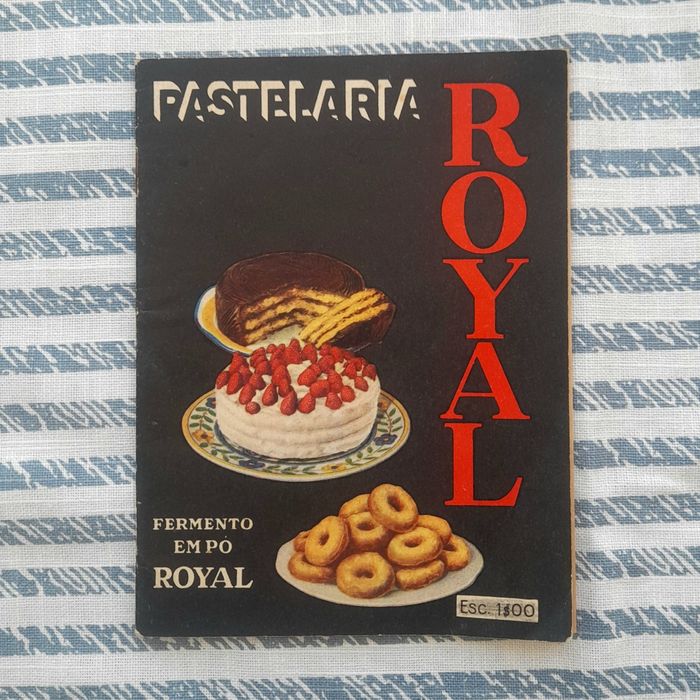 PASTELARIA
ROYAL
FERMENTO
EM PÓ
ROYAL
ESC. 1$00